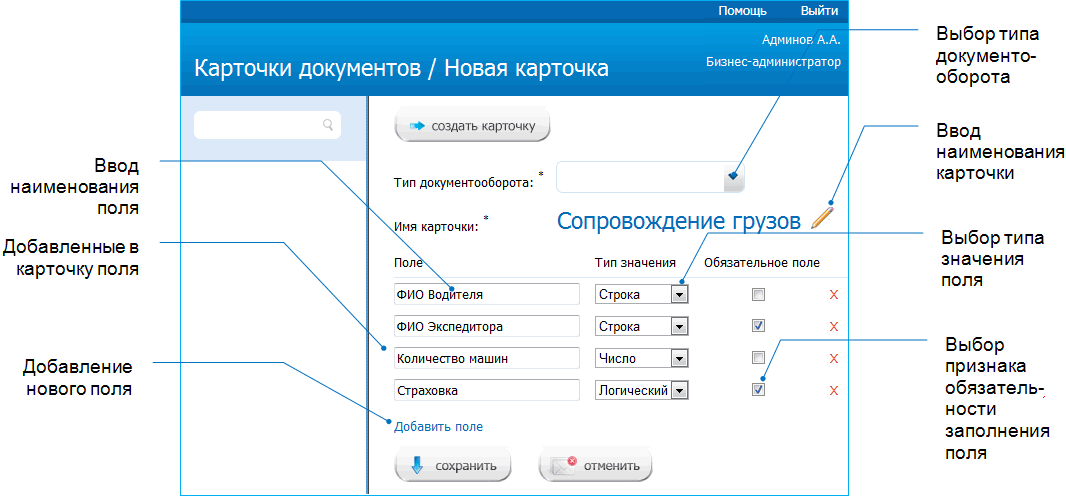 Помощь Выйти
Админов А.А.
Бизнес-администратор
Карточки документов / Новая карточка
создать карточку
Тип документооборота: *
Имя карточки: *
Сопровождение грузов
Поле Тип значения Обязательное поле
ФИО Водителя Строка X
ФИО Экспедитора Строка X
Количество машин Число X
Страховка Логический X
Добавить поле
сохранить отменить
Ввод
наименования
поля
Добавленные в
карточку поля
Добавление
нового поля
Выбор типа
документо-
оборота
Ввод
наименования
карточки
Выбор типа
значения
поля
Выбор
признака
обязатель-
ности
заполнения
поля